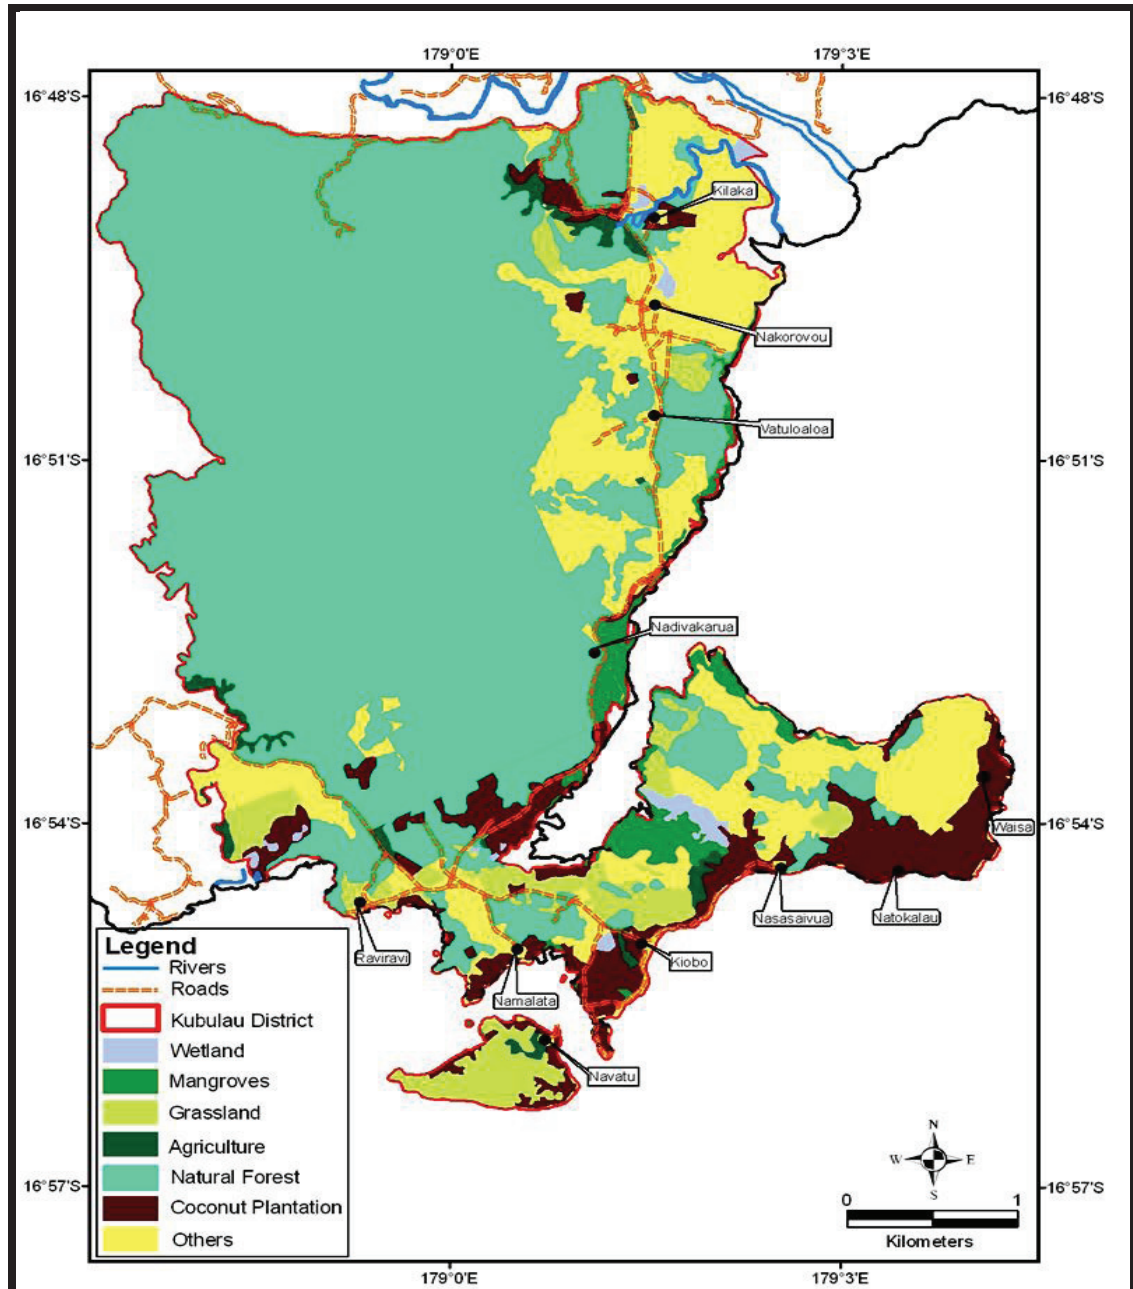 179°0'E
179°3'E
16°48'S
16°48'S
Kilaka
Nakorovou
Vatuloaloa
16°51'S
16°51'S
Nadivakarua
16°54'S
16°54'S
Waisa
Nasasaivua
Natokalau
Raviravi
Kiobo
Namalata
Navatu
Legend
Rivers
Roads
Kubulau District
Wetland
Mangroves
Grassland
Agriculture
Natural Forest
Coconut Plantation
Others
N
W E
S
16°57'S
16°57'S
0 1
Kilometers
179°0'E
179°3'E